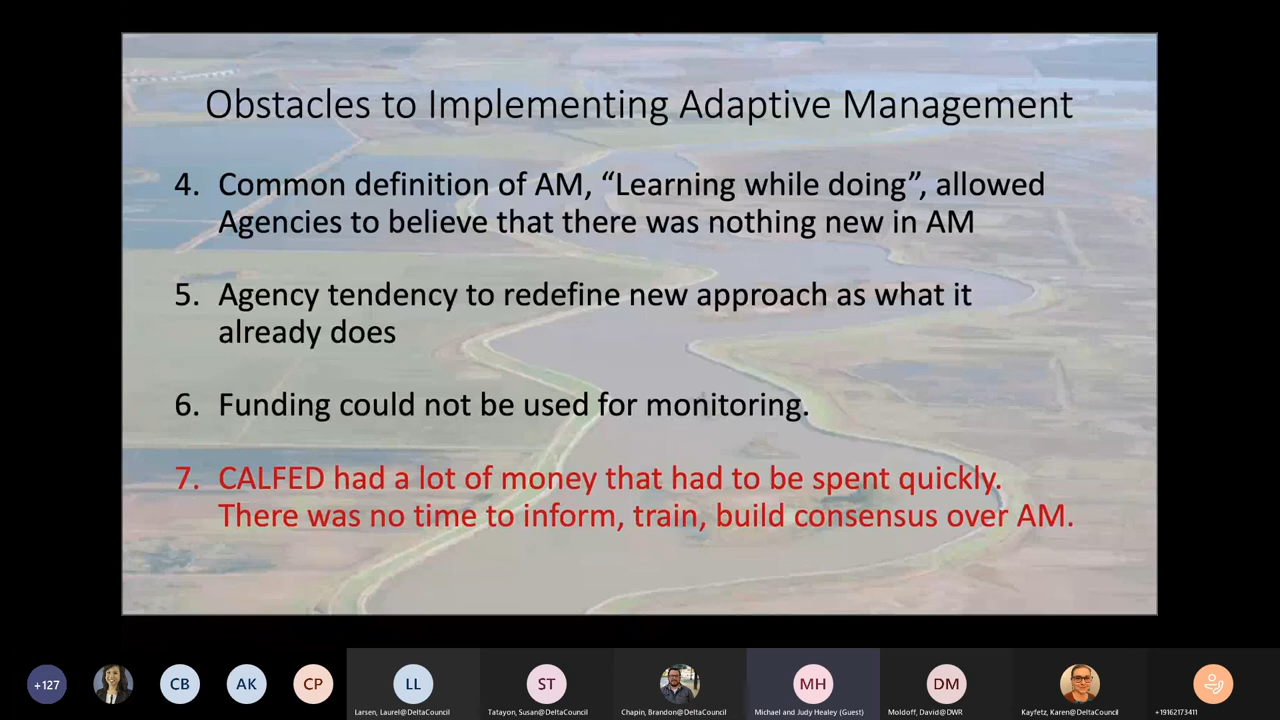 Obstacles to Implementing Adaptive Management
4. Common definition of AM, “Learning while doing”, allowed
Agencies to believe that there was nothing new in AM
5. Agency tendency to redefine new approach as what it
already does
6. Funding could not be used for monitoring.
7. CALFED had a lot of money that had to be spent quickly.
There was no time to inform, train, build consensus over AM.
+127
CB
AK
CP
LL
ST
MH
DM
Larsen, Laurel@DeltaCouncil
Tatayon, Susan@DeltaCouncil
Chapin, Brandon@DeltaCouncil
Michael and Judy Healey (Guest)
Moldoff, David@DWR
Kayfetz, Karen@DeltaCouncil
+19162173411